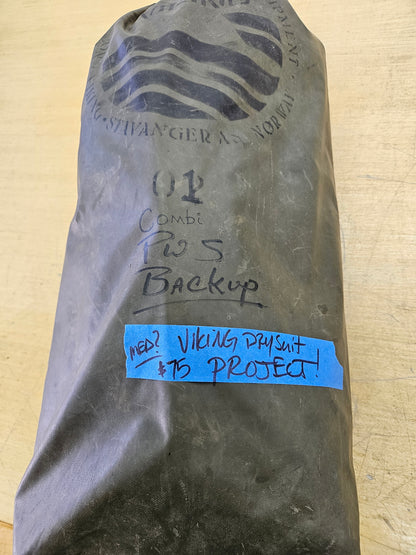 STAVANGER A.S. NORWAY
01
Combi
PWS
BACKUP
MED? VIKING DRYSUIT
$75 PROJECT!